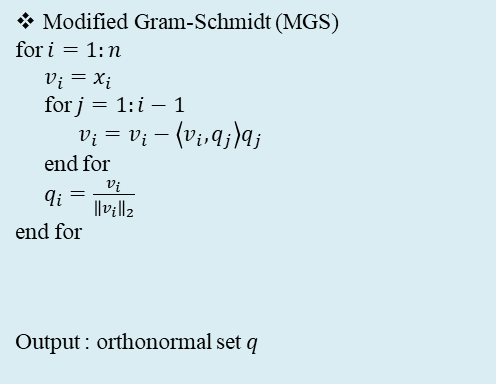 ❖ Modified Gram-Schmidt (MGS)
for i = 1: n
v_i = x_i
for j = 1: i − 1
v_i = v_i − ⟨v_i, q_j⟩q_j
end for
q_i = v_i / ‖v_i‖_2
end for
Output : orthonormal set q